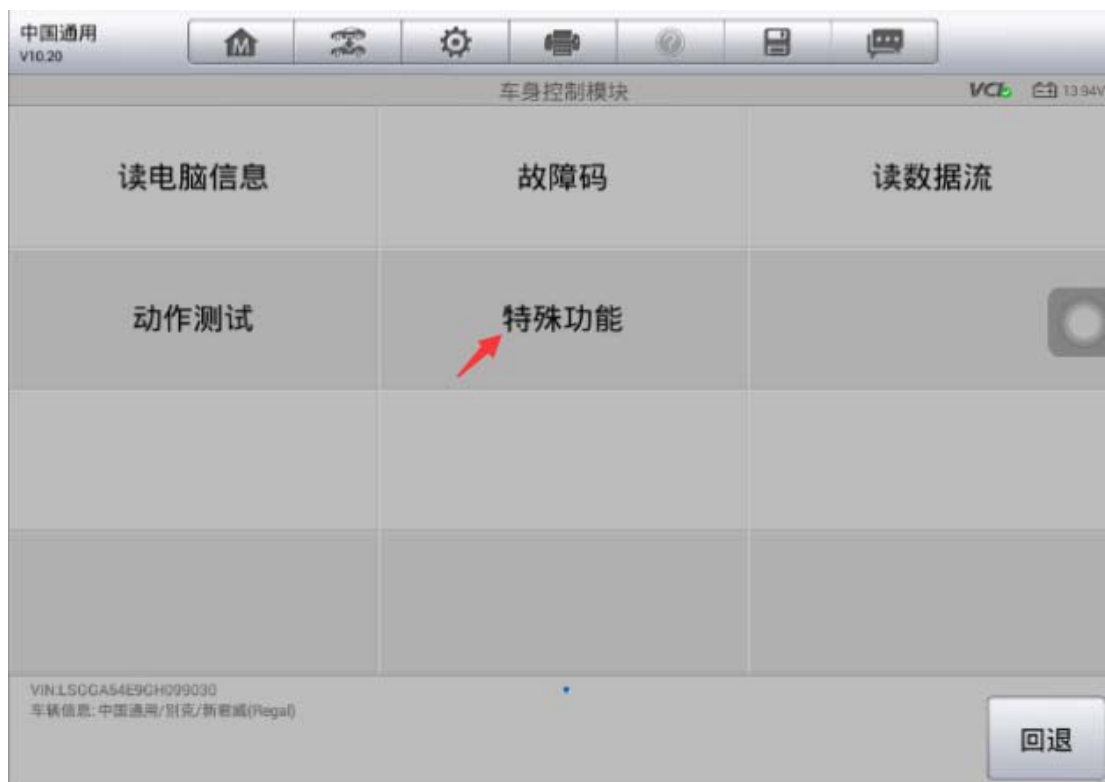 中国通用
V10.20
M
车身控制模块
VCI 13.94V
读电脑信息 故障码 读数据流
动作测试 特殊功能
VIN:LSGGA54E9GH099030
车辆信息: 中国通用/别克/新君威(Regal)
回退